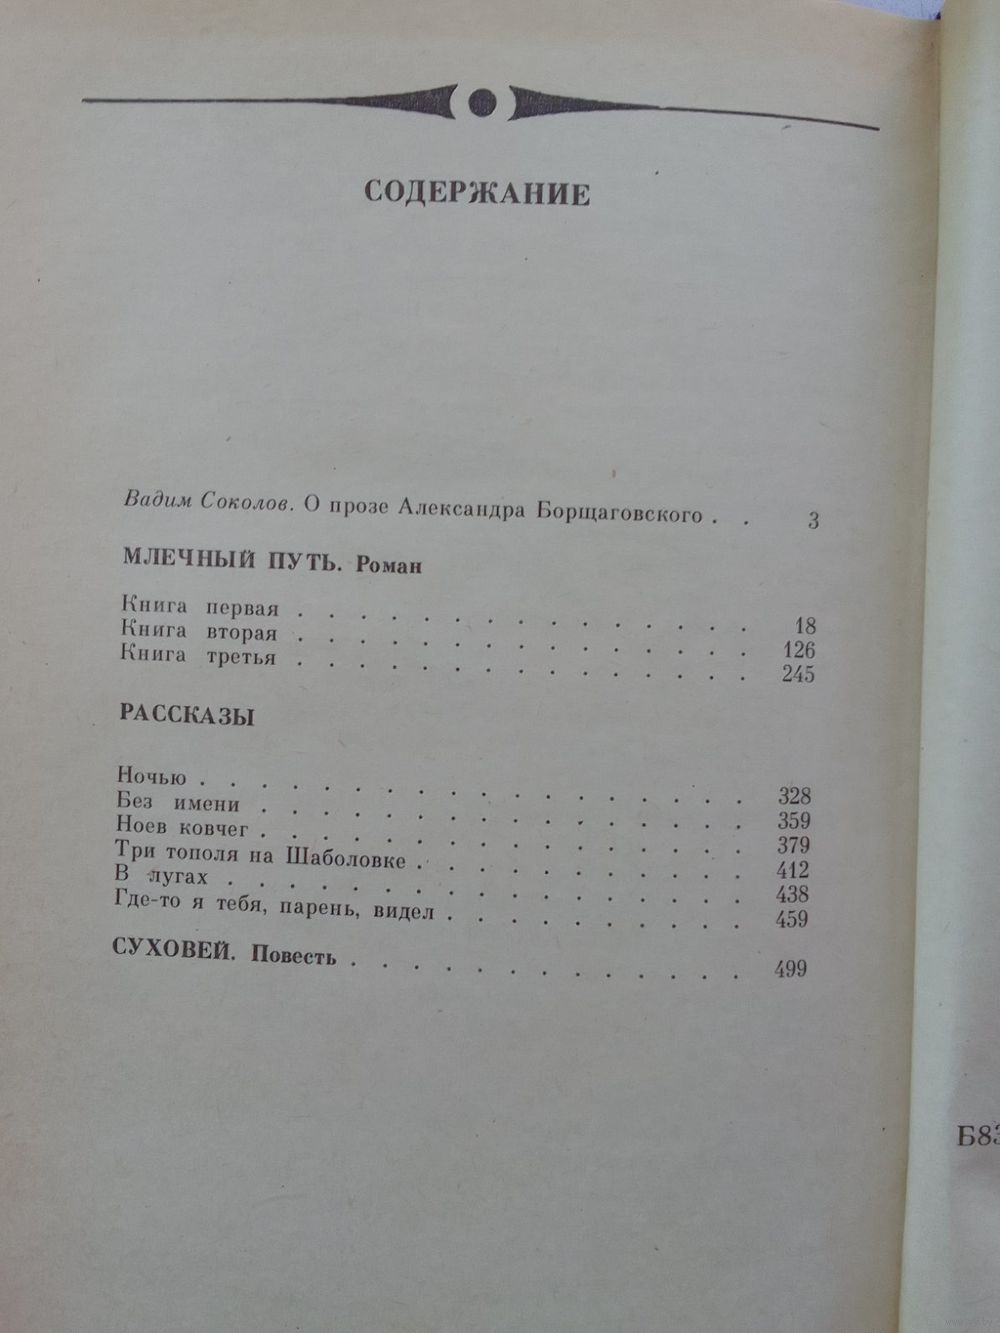 СОДЕРЖАНИЕ
Вадим Соколов. О прозе Александра Борщаговского . . 3
МЛЕЧНЫЙ ПУТЬ. Роман
Книга первая . . . . . . . . . . . . . . . 18
Книга вторая . . . . . . . . . . . . . . . 126
Книга третья . . . . . . . . . . . . . . . 245
РАССКАЗЫ
Ночью . . . . . . . . . . . . . . . . . . 328
Без имени . . . . . . . . . . . . . . . . 359
Ноев ковчег . . . . . . . . . . . . . . . . 379
Три тополя на Шаболовке . . . . . . . . . . . 412
В лугах . . . . . . . . . . . . . . . . . 438
Где-то я тебя, парень, видел . . . . . . . . . . 459
СУХОВЕЙ. Повесть . . . . . . . . . . . . . 499